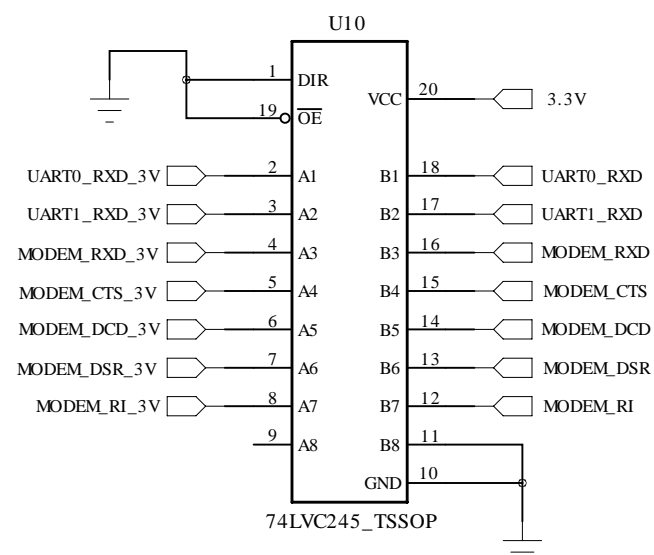 U10
1 DIR
VCC 20 3.3V
19 OE
UART0_RXD_3V 2 A1 B1 18 UART0_RXD
UART1_RXD_3V 3 A2 B2 17 UART1_RXD
MODEM_RXD_3V 4 A3 B3 16 MODEM_RXD
MODEM_CTS_3V 5 A4 B4 15 MODEM_CTS
MODEM_DCD_3V 6 A5 B5 14 MODEM_DCD
MODEM_DSR_3V 7 A6 B6 13 MODEM_DSR
MODEM_RI_3V 8 A7 B7 12 MODEM_RI
9 A8 B8 11
GND 10
74LVC245_TSSOP